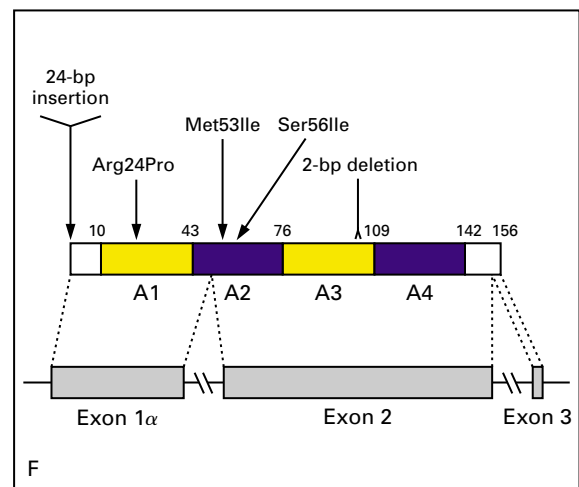 24-bp
insertion
Met53Ile Ser56Ile
Arg24Pro 2-bp deletion
10 43 76 109 142 156
A1 A2 A3 A4
Exon 1α Exon 2 Exon 3
F